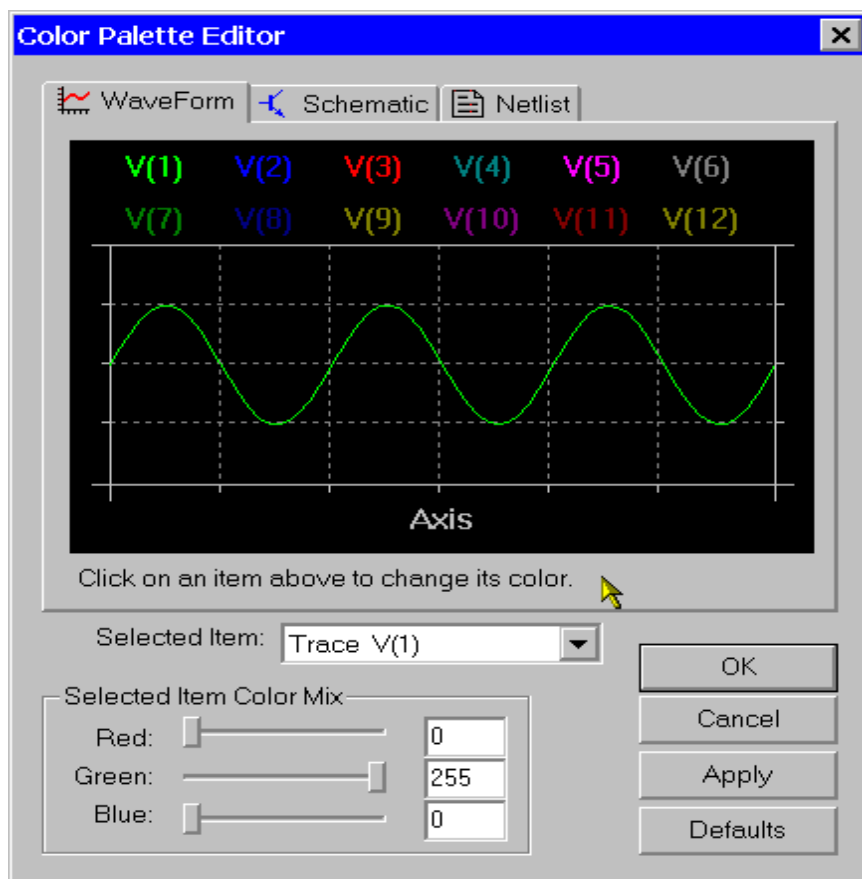 Color Palette Editor
WaveForm Schematic Netlist
V(1) V(2) V(3) V(4) V(5) V(6)
V(7) V(8) V(9) V(10) V(11) V(12)
Axis
Click on an item above to change its color.
Selected Item: Trace V(1)
Selected Item Color Mix
Red: 0
Green: 255
Blue: 0
OK
Cancel
Apply
Defaults